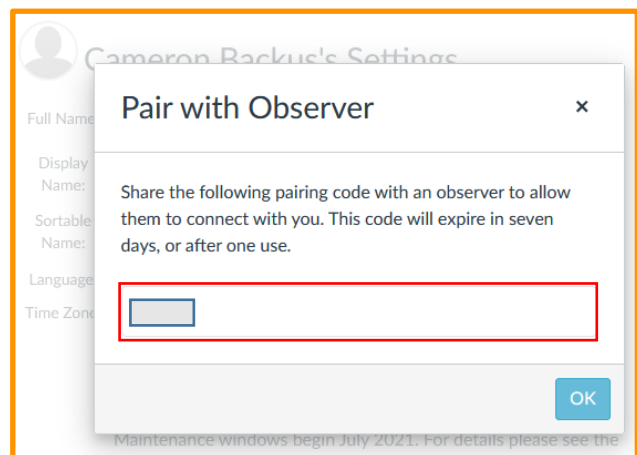 Cameron Backus's Settings
Pair with Observer ×
Full Name
Display
Name:
Sortable
Name:
Language
Time Zone
Share the following pairing code with an observer to allow
them to connect with you. This code will expire in seven
days, or after one use.
OK
Maintenance windows begin July 2021. For details please see the